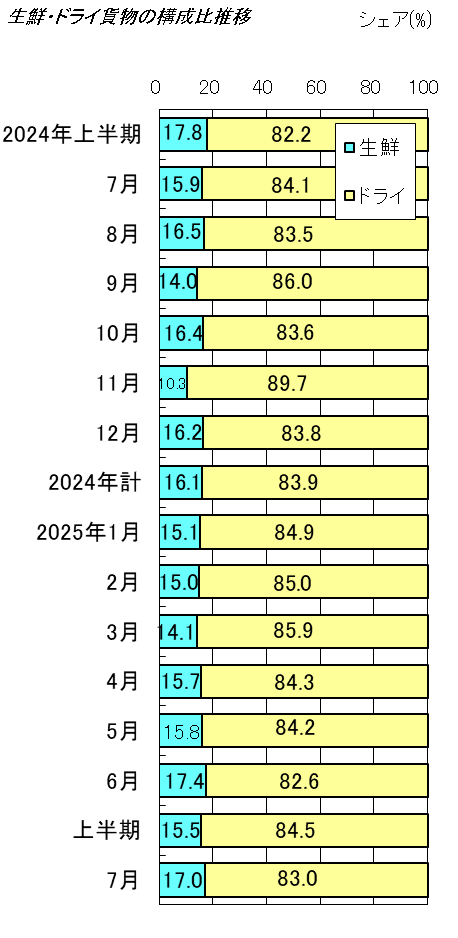 生鮮・ドライ貨物の構成比推移
シェア(%)
0 20 40 60 80 100
2024年上半期 17.8 82.2
生鮮
7月 15.9 84.1
ドライ
8月 16.5 83.5
9月 14.0 86.0
10月 16.4 83.6
11月 10.3 89.7
12月 16.2 83.8
2024年計 16.1 83.9
2025年1月 15.1 84.9
2月 15.0 85.0
3月 14.1 85.9
4月 15.7 84.3
5月 15.8 84.2
6月 17.4 82.6
上半期 15.5 84.5
7月 17.0 83.0